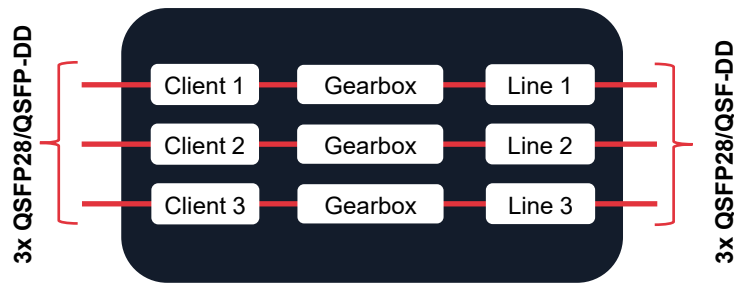 3x QSFP28/QSFP-DD
Client 1 Gearbox Line 1
Client 2 Gearbox Line 2
Client 3 Gearbox Line 3
3x QSFP28/QSF-DD